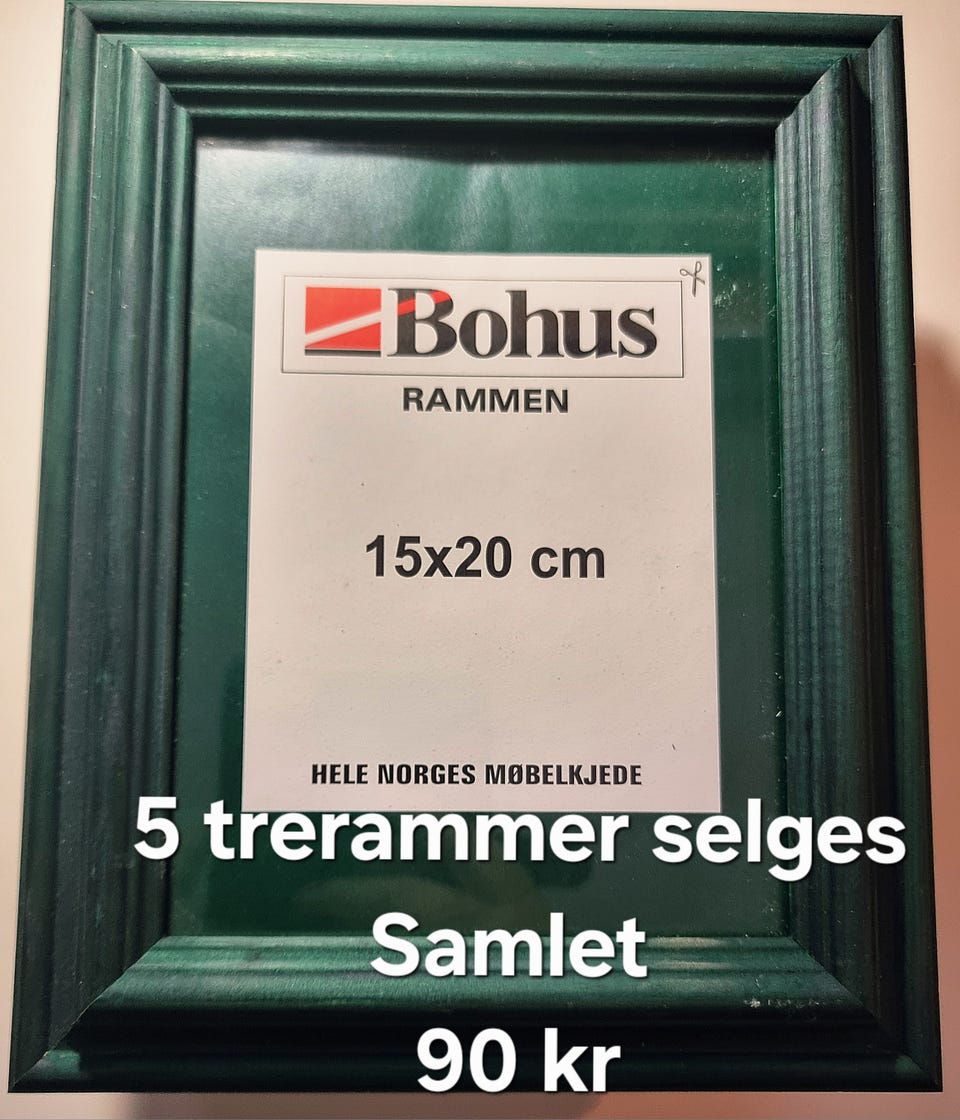 Bohus
RAMMEN
15x20 cm
HELE NORGES MØBELKJEDE
5 trerammer selges
Samlet
90 kr